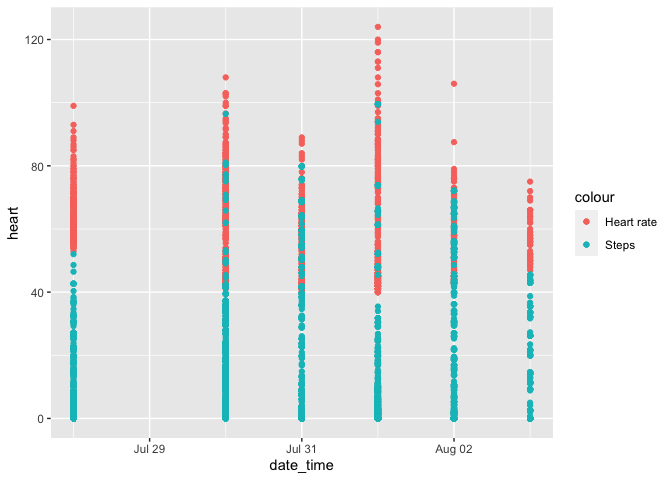 120
80
40
0
heart
Jul 29
Jul 31
Aug 02
date_time
colour
Heart rate
Steps